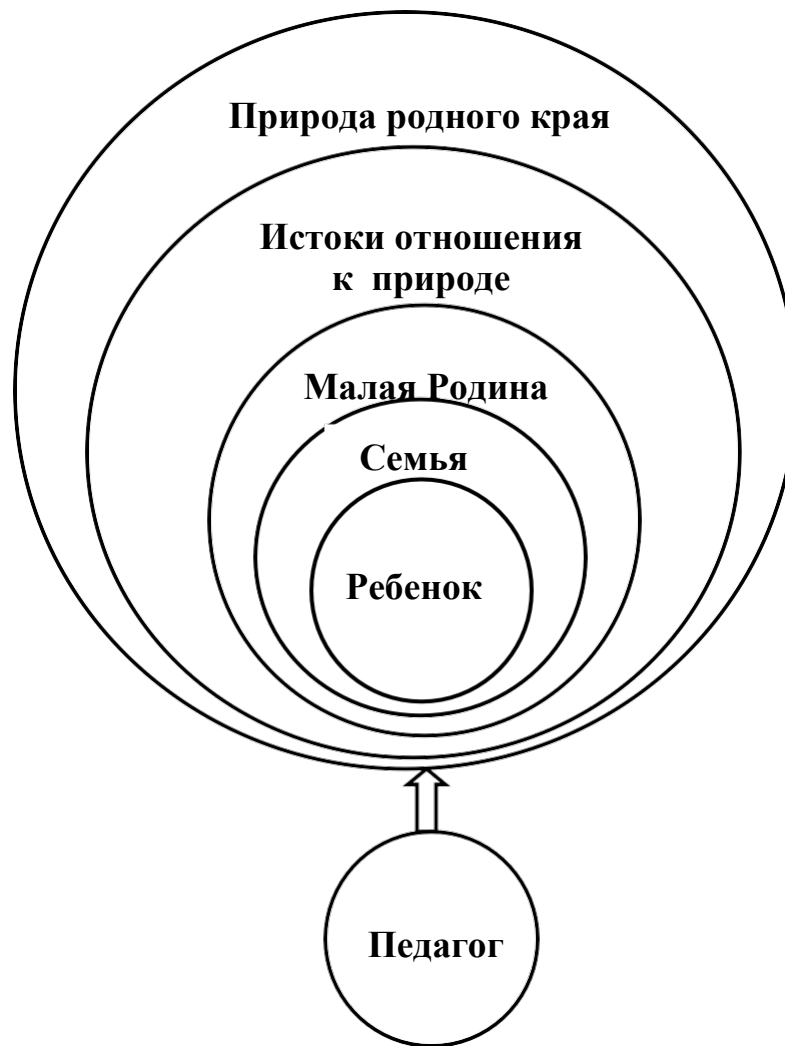 Природа родного края
Истоки отношения
к природе
Малая Родина
Семья
Ребенок
Педагог